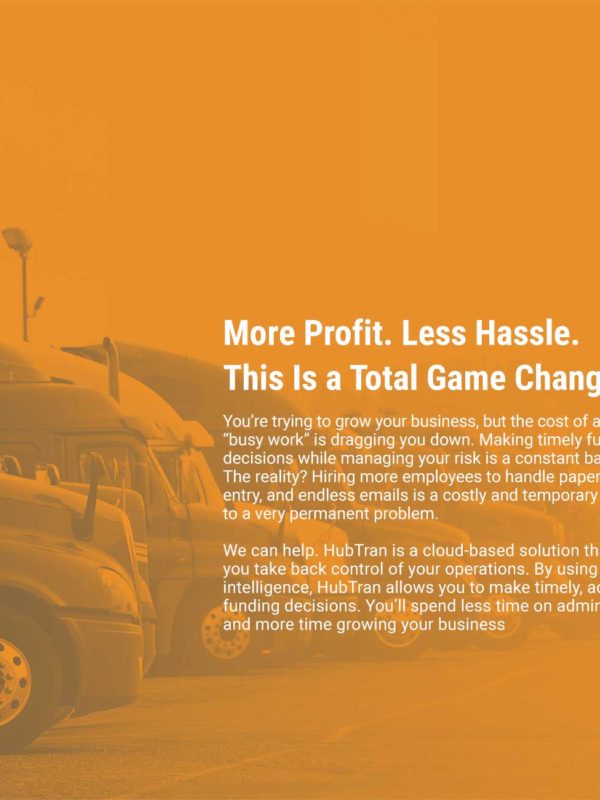 More Profit. Less Hassle.
This Is a Total Game Chang
You’re trying to grow your business, but the cost of a
“busy work” is dragging you down. Making timely fu
decisions while managing your risk is a constant ba
The reality? Hiring more employees to handle paper
entry, and endless emails is a costly and temporary
to a very permanent problem.
We can help. HubTran is a cloud-based solution tha
you take back control of your operations. By using
intelligence, HubTran allows you to make timely, ac
funding decisions. You’ll spend less time on admin
and more time growing your business